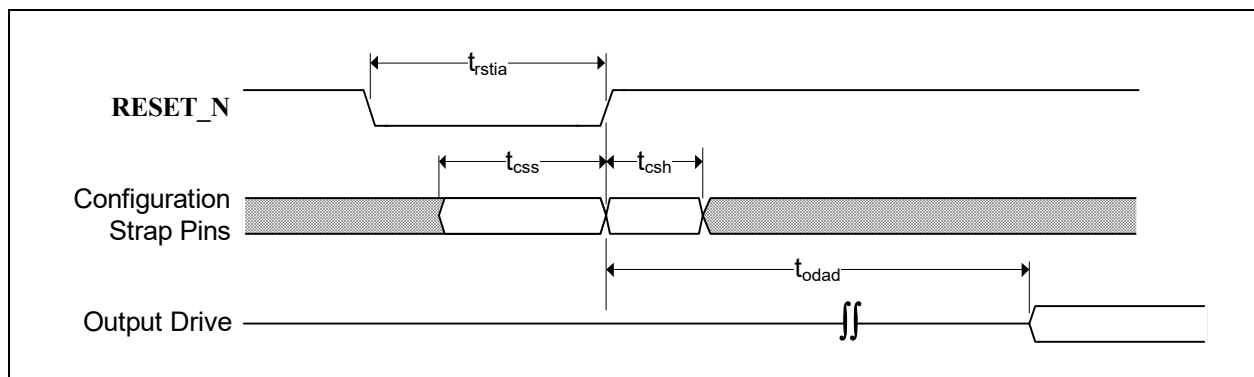 t_rstia
RESET_N
t_css
t_csh
Configuration
Strap Pins
t_odad
Output Drive